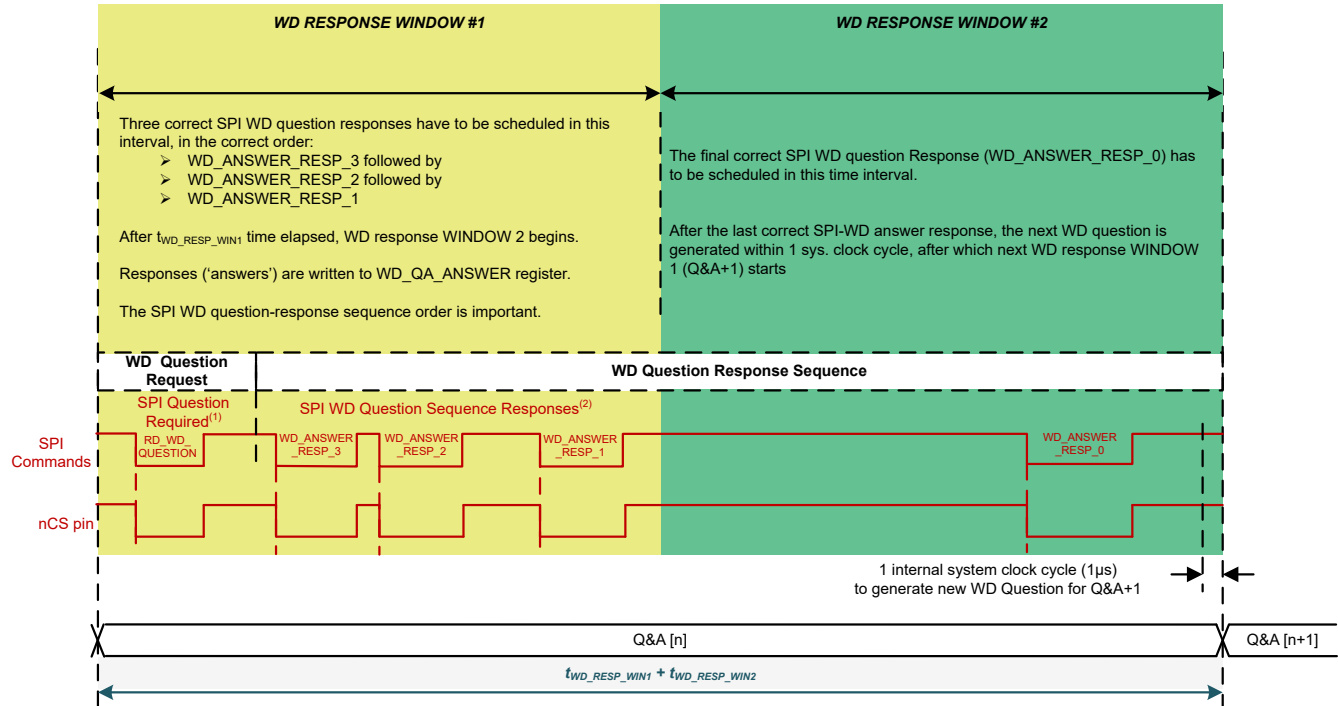 WD RESPONSE WINDOW #1
WD RESPONSE WINDOW #2
Three correct SPI WD question responses have to be scheduled in this
interval, in the correct order:
➢ WD_ANSWER_RESP_3 followed by
➢ WD_ANSWER_RESP_2 followed by
➢ WD_ANSWER_RESP_1
After tWD_RESP_WIN1 time elapsed, WD response WINDOW 2 begins.
Responses (‘answers’) are written to WD_QA_ANSWER register.
The SPI WD question-response sequence order is important.
The final correct SPI WD question Response (WD_ANSWER_RESP_0) has
to be scheduled in this time interval.
After the last correct SPI-WD answer response, the next WD question is
generated within 1 sys. clock cycle, after which next WD response WINDOW
1 (Q&A+1) starts
WD Question
Request
WD Question Response Sequence
SPI Question
Required(1)
SPI WD Question Sequence Responses(2)
SPI
Commands
RD_WD_
QUESTION
WD_ANSWER
_RESP_3
WD_ANSWER
_RESP_2
WD_ANSWER
_RESP_1
WD_ANSWER
_RESP_0
nCS pin
1 internal system clock cycle (1µs)
to generate new WD Question for Q&A+1
Q&A [n]
Q&A [n+1]
tWD_RESP_WIN1 + tWD_RESP_WIN2